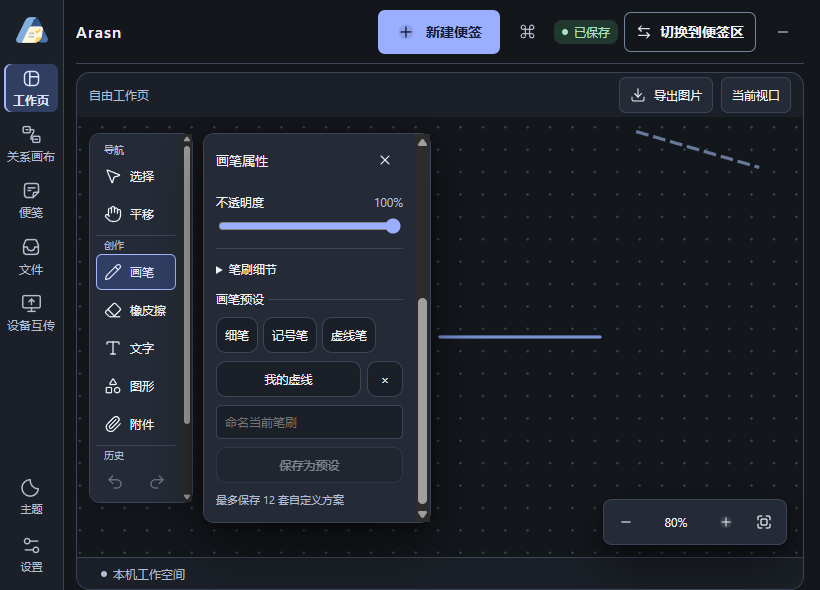 Arasn
新建便签
已保存
切换到便签区
工作页
关系画布
便笺
文件
设备互传
主题
设置
自由工作页
导出图片
当前视口
导航
选择
平移
创作
画笔
橡皮擦
文字
图形
附件
历史
画笔属性
不透明度
100%
笔刷细节
画笔预设
细笔
记号笔
虚线笔
我的虚线
×
命名当前笔刷
保存为预设
最多保存 12 套自定义方案
80%
本机工作空间